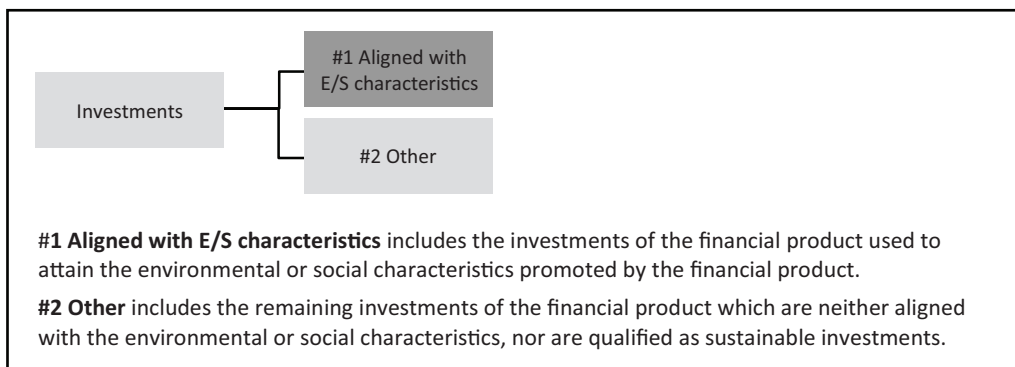 #1 Aligned with
E/S characteristics
Investments
#2 Other
#1 Aligned with E/S characteristics includes the investments of the financial product used to
attain the environmental or social characteristics promoted by the financial product.
#2 Other includes the remaining investments of the financial product which are neither aligned
with the environmental or social characteristics, nor are qualified as sustainable investments.